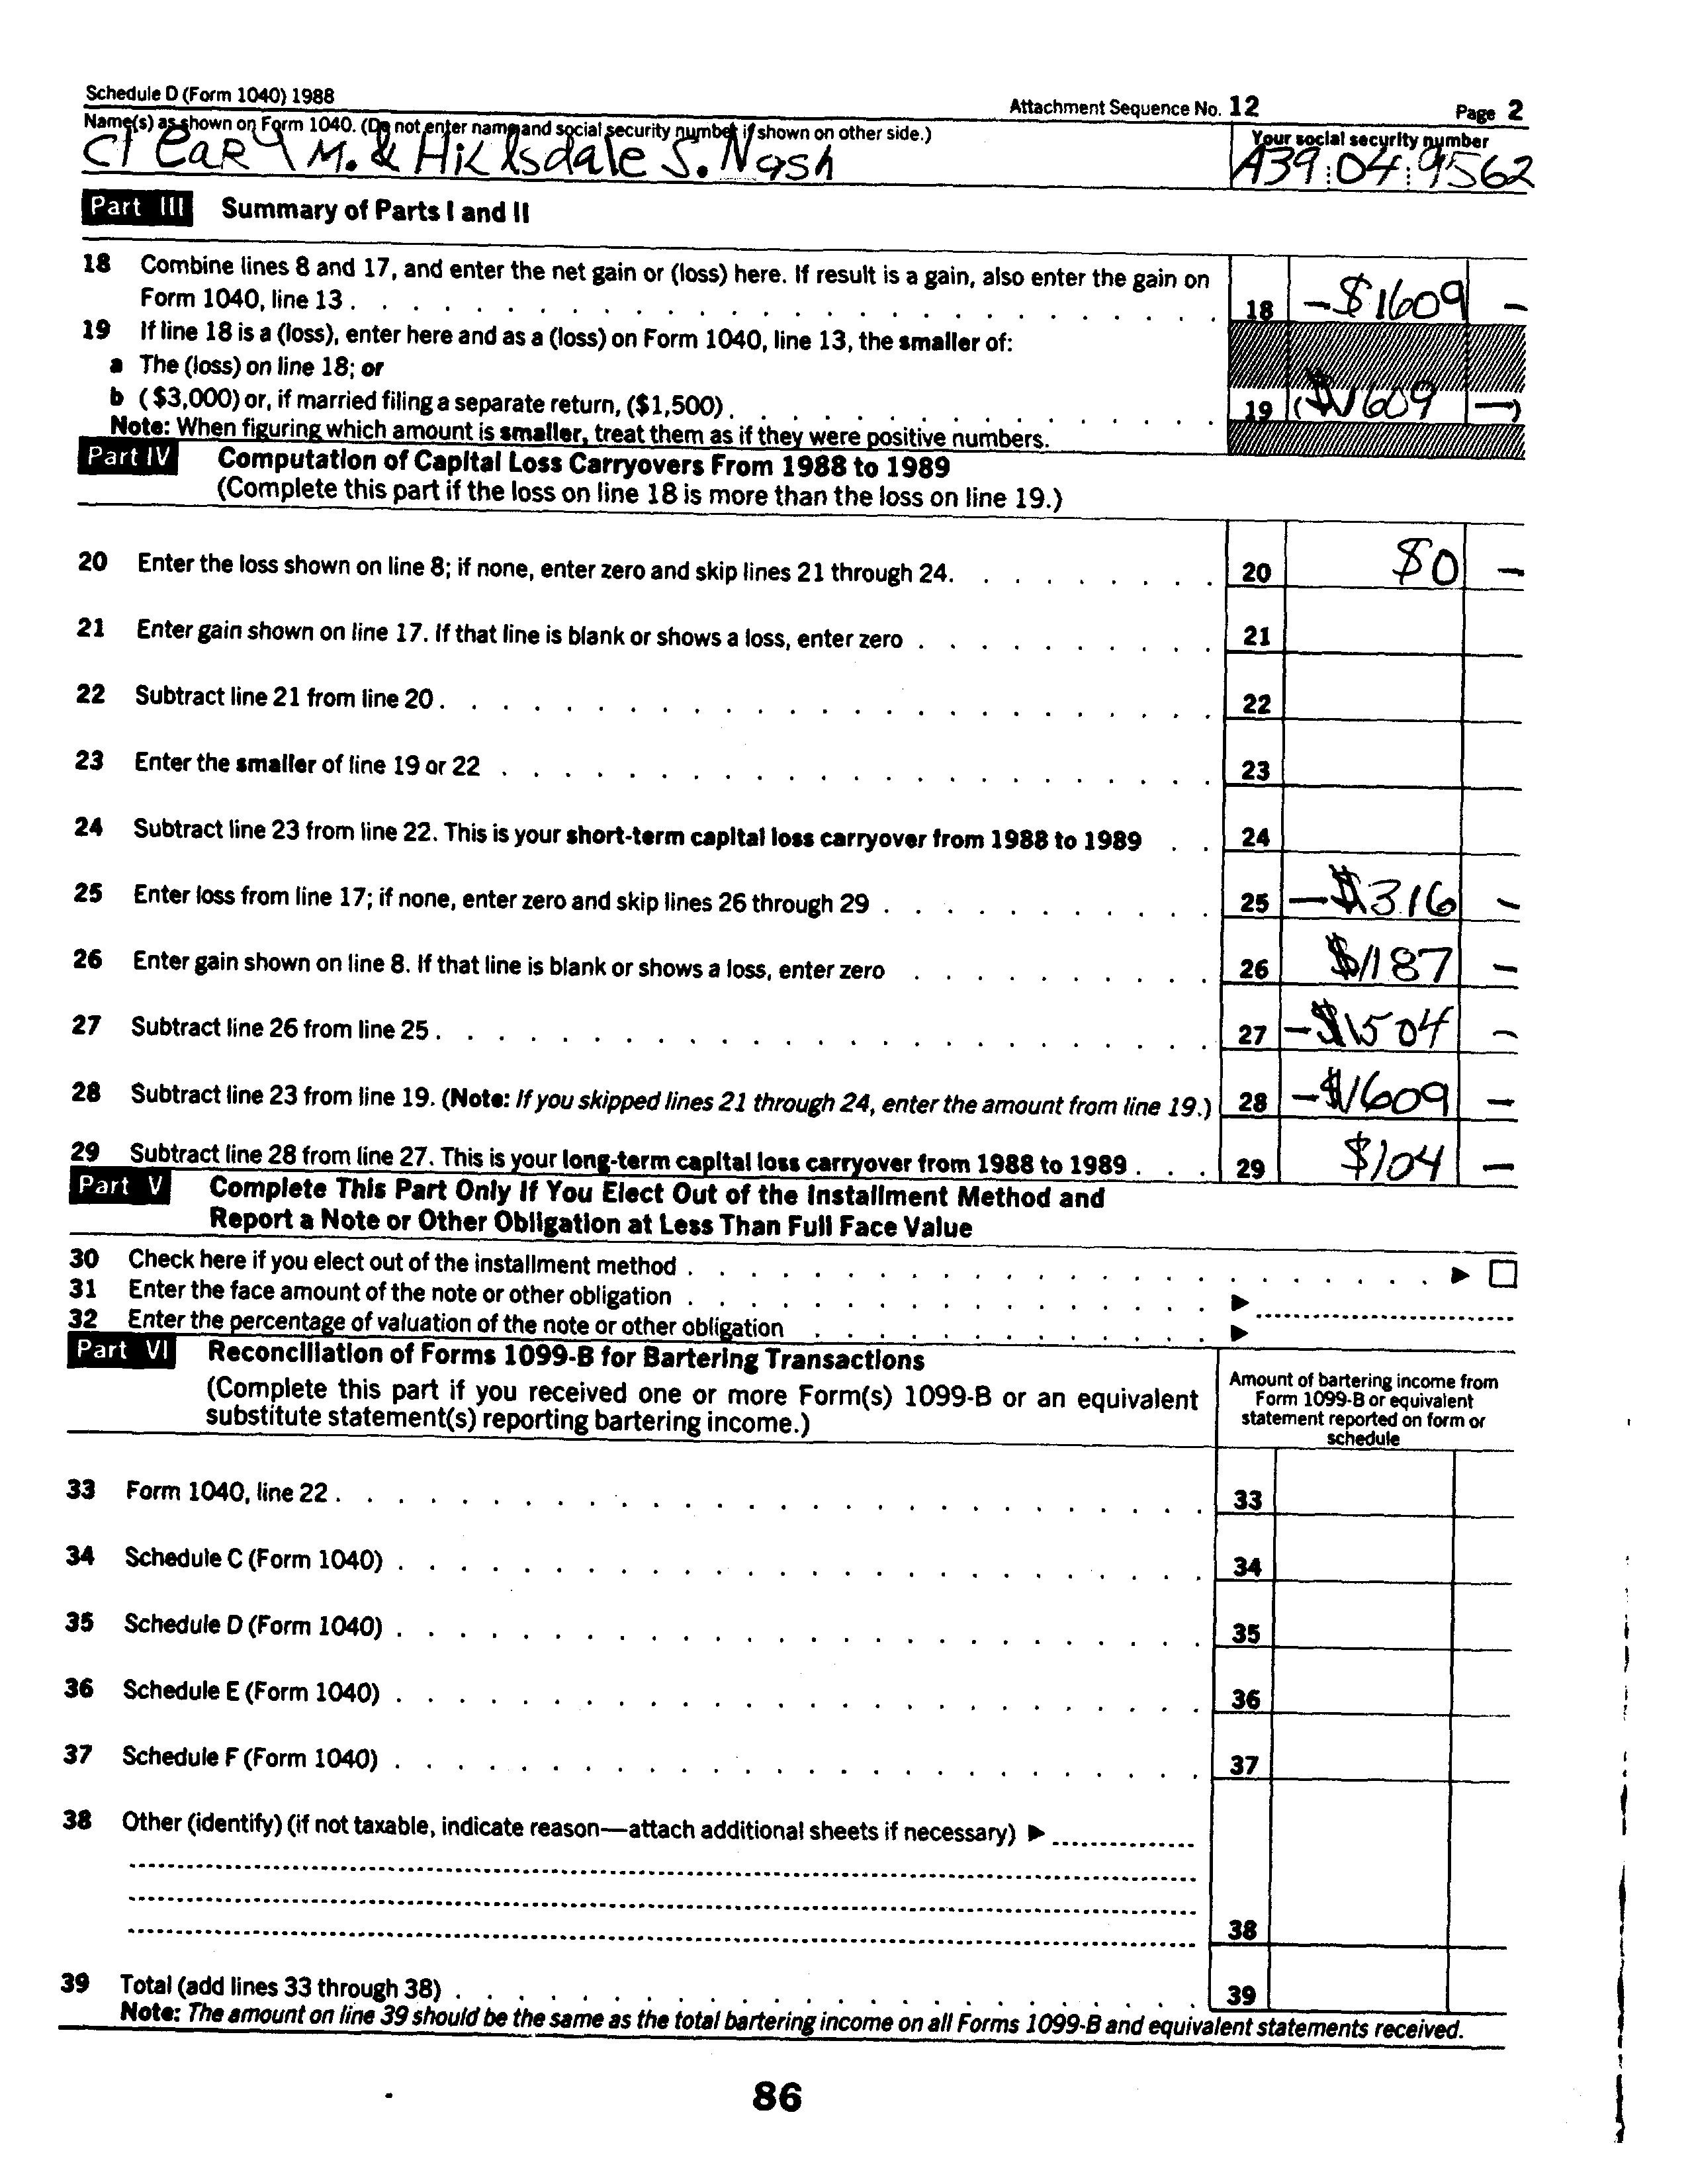 Schedule D (Form 1040) 1988
Attachment Sequence No. 12
Page 2
Name(s) as shown on Form 1040. (Do not enter name and social security number if shown on other side.)
Your social security number
M. & Hillsdale S. Nash
A39:04:9562
Part III Summary of Parts I and II
18 Combine lines 8 and 17, and enter the net gain or (loss) here. If result is a gain, also enter the gain on
Form 1040, line 13 . . . . 18 -$1609 -
19 If line 18 is a (loss), enter here and as a (loss) on Form 1040, line 13, the smaller of:
a The (loss) on line 18; or
b ($3,000) or, if married filing a separate return, ($1,500) . . . . 19 ($1609 -)
Note: When figuring which amount is smaller, treat them as if they were positive numbers.
Part IV Computation of Capital Loss Carryovers From 1988 to 1989
(Complete this part if the loss on line 18 is more than the loss on line 19.)
20 Enter the loss shown on line 8; if none, enter zero and skip lines 21 through 24. . . . 20 $0 -
21 Enter gain shown on line 17. If that line is blank or shows a loss, enter zero . . . . 21
22 Subtract line 21 from line 20 . . . . 22
23 Enter the smaller of line 19 or 22 . . . . 23
24 Subtract line 23 from line 22. This is your short-term capital loss carryover from 1988 to 1989 . . 24
25 Enter loss from line 17; if none, enter zero and skip lines 26 through 29 . . . . 25 -$316 -
26 Enter gain shown on line 8. If that line is blank or shows a loss, enter zero . . . . 26 $1187 -
27 Subtract line 26 from line 25 . . . . 27 -$1504 -
28 Subtract line 23 from line 19. (Note: If you skipped lines 21 through 24, enter the amount from line 19.) 28 -$1609 -
29 Subtract line 28 from line 27. This is your long-term capital loss carryover from 1988 to 1989 . . . 29 $104 -
Part V Complete This Part Only If You Elect Out of the Installment Method and
Report a Note or Other Obligation at Less Than Full Face Value
30 Check here if you elect out of the installment method . . . . ▶ □
31 Enter the face amount of the note or other obligation . . . . ▶
32 Enter the percentage of valuation of the note or other obligation . . . . ▶
Part VI Reconciliation of Forms 1099-B for Bartering Transactions
(Complete this part if you received one or more Form(s) 1099-B or an equivalent
substitute statement(s) reporting bartering income.)
Amount of bartering income from
Form 1099-B or equivalent
statement reported on form or
schedule
33 Form 1040, line 22 . . . . 33
34 Schedule C (Form 1040) . . . . 34
35 Schedule D (Form 1040) . . . . 35
36 Schedule E (Form 1040) . . . . 36
37 Schedule F (Form 1040) . . . . 37
38 Other (identify) (if not taxable, indicate reason—attach additional sheets if necessary) ▶
38
39 Total (add lines 33 through 38) . . . . 39
Note: The amount on line 39 should be the same as the total bartering income on all Forms 1099-B and equivalent statements received.
86